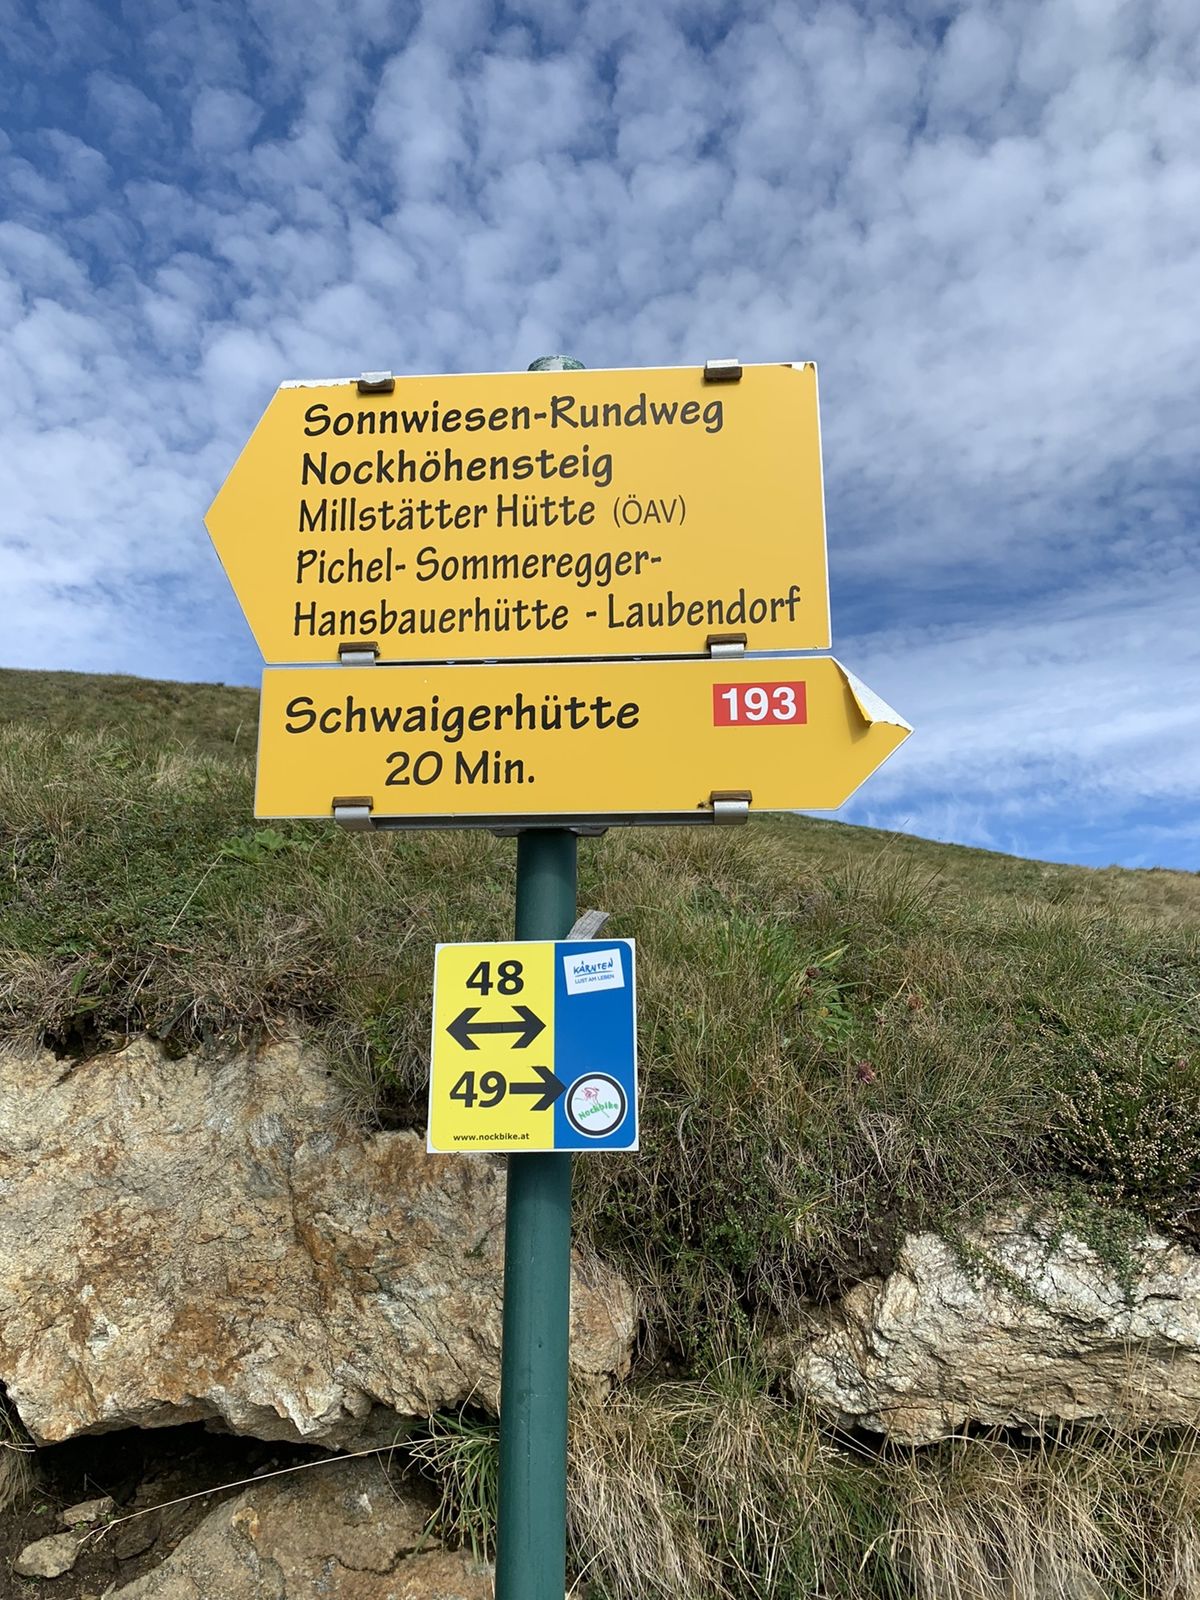 Sonnwiesen-Rundweg
Nockhöhensteig
Millstätter Hütte (ÖAV)
Pichel- Sommeregger-
Hansbauerhütte - Laubendorf
Schwaigerhütte 193
20 Min.
48
49
www.nockbike.at
KÄRNTEN
LUST AM LEBEN
Nockbike